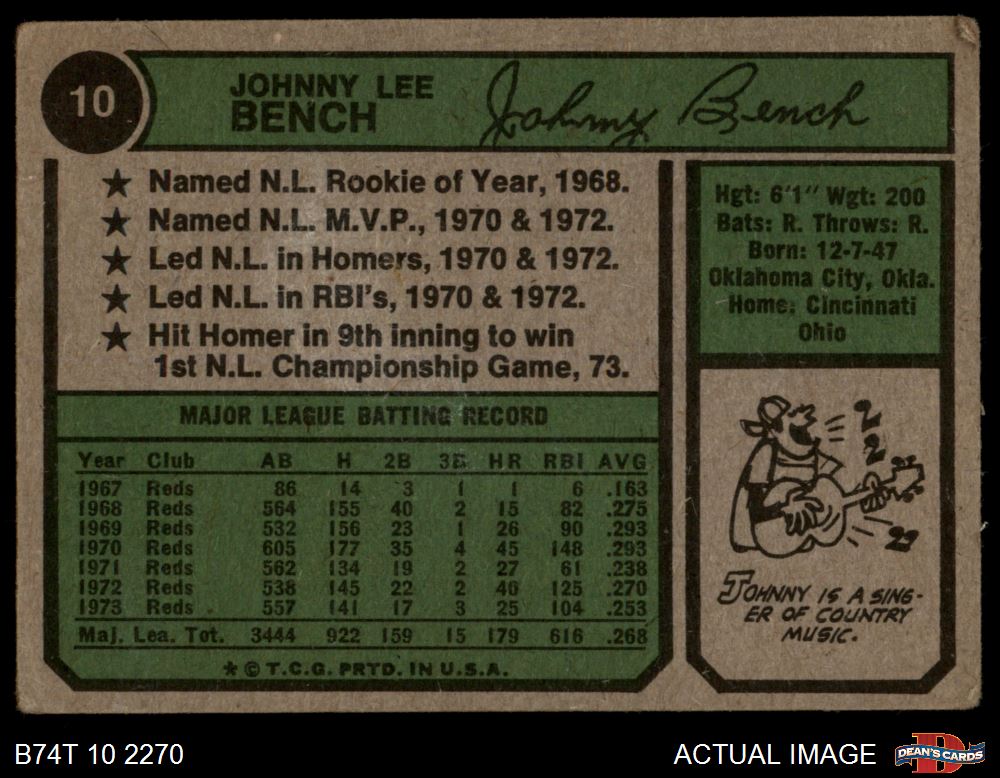 10
JOHNNY LEE
BENCH
Johnny Bench
★ Named N.L. Rookie of Year, 1968.
★ Named N.L. M.V.P., 1970 & 1972.
★ Led N.L. in Homers, 1970 & 1972.
★ Led N.L. in RBI's, 1970 & 1972.
★ Hit Homer in 9th inning to win
1st N.L. Championship Game, 73.
Hgt: 6'1" Wgt: 200
Bats: R. Throws: R.
Born: 12-7-47
Oklahoma City, Okla.
Home: Cincinnati
Ohio
MAJOR LEAGUE BATTING RECORD
Year Club AB H 2B 3B HR RBI AVG
1967 Reds 86 14 3 1 1 6 .163
1968 Reds 564 155 40 2 15 82 .275
1969 Reds 532 156 23 1 26 90 .293
1970 Reds 605 177 35 4 45 148 .293
1971 Reds 562 134 19 2 27 61 .238
1972 Reds 538 145 22 2 40 125 .270
1973 Reds 557 141 17 3 25 104 .253
Maj. Lea. Tot. 3444 922 159 15 179 616 .268
★ © T.C.G. PRTD. IN U.S.A.
JOHNNY IS A SING-
ER OF COUNTRY
MUSIC.
B74T 10 2270
ACTUAL IMAGE
DEAN'S CARDS